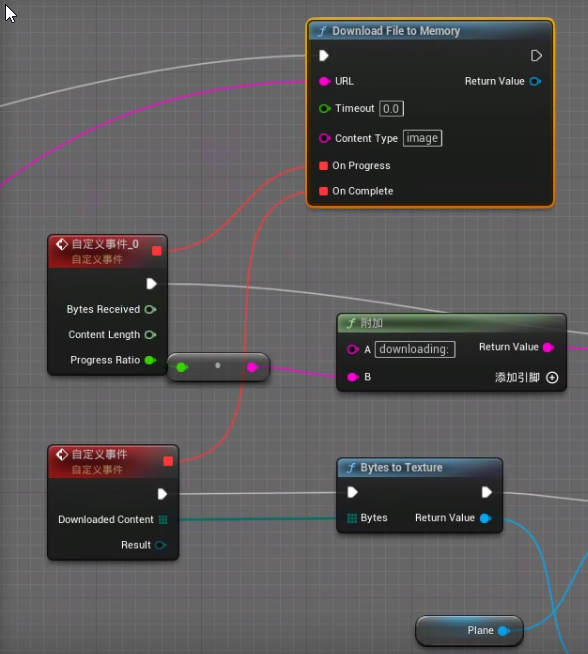 Download File to Memory
URL
Return Value
Timeout 0.0
Content Type image
On Progress
On Complete
自定义事件_0
自定义事件
Bytes Received
Content Length
Progress Ratio
附加
A downloading:
Return Value
B
添加引脚
自定义事件
自定义事件
Downloaded Content
Result
Bytes to Texture
Bytes
Return Value
Plane